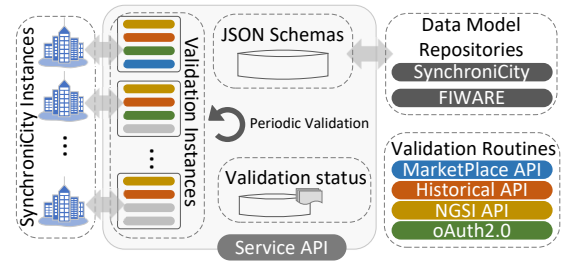 SynchroniCity Instances
Validation Instances
JSON Schemas
Periodic Validation
Validation status
Service API
Data Model
Repositories
SynchroniCity
FIWARE
Validation Routines
MarketPlace API
Historical API
NGSI API
oAuth2.0